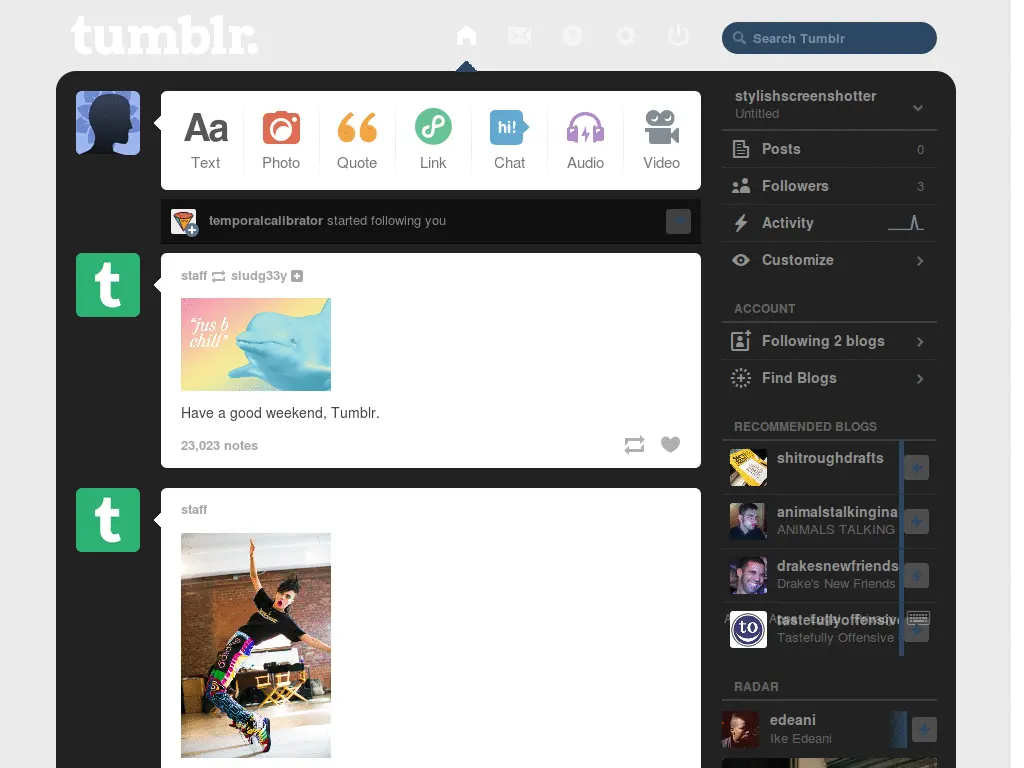 tumblr.
Search Tumblr
Aa
hi!
Text
Photo
Quote
Link
Chat
Audio
Video
temporalcalibrator started following you
t
staff sludg33y
"jus b
chill"
Have a good weekend, Tumblr.
23,023 notes
t
staff
stylishscreenshotter
Untitled
Posts 0
Followers 3
Activity
Customize
ACCOUNT
Following 2 blogs
Find Blogs
RECOMMENDED BLOGS
shitroughdrafts
animalstalkingina
ANIMALS TALKING
drakesnewfriends
Drake's New Friends
to
tastefullyoffensive
Tastefully Offensive
RADAR
edeani
Ike Edeani